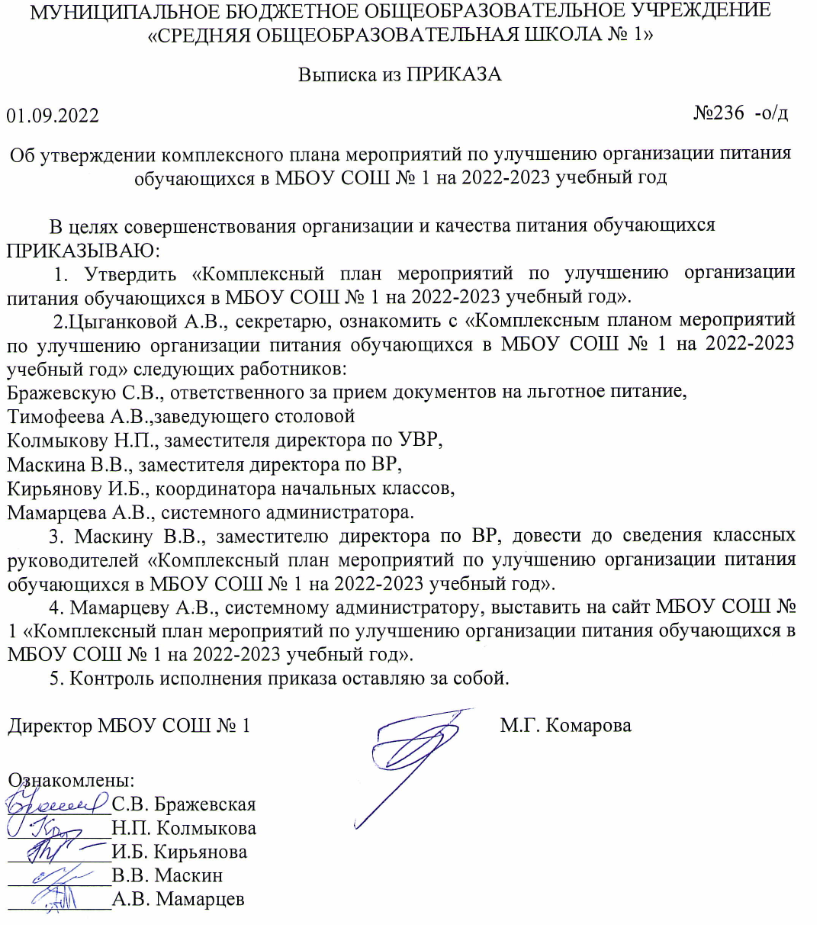 МУНИЦИПАЛЬНОЕ БЮДЖЕТНОЕ ОБЩЕОБРАЗОВАТЕЛЬНОЕ УЧРЕЖДЕНИЕ
«СРЕДНЯЯ ОБЩЕОБРАЗОВАТЕЛЬНАЯ ШКОЛА № 1»
Выписка из ПРИКАЗА
01.09.2022 №236 -о/д
Об утверждении комплексного плана мероприятий по улучшению организации питания
обучающихся в МБОУ СОШ № 1 на 2022-2023 учебный год
В целях совершенствования организации и качества питания обучающихся
ПРИКАЗЫВАЮ:
1. Утвердить «Комплексный план мероприятий по улучшению организации
питания обучающихся в МБОУ СОШ № 1 на 2022-2023 учебный год».
2.Цыганковой А.В., секретарю, ознакомить с «Комплексным планом мероприятий
по улучшению организации питания обучающихся в МБОУ СОШ № 1 на 2022-2023
учебный год» следующих работников:
Бражевскую С.В., ответственного за прием документов на льготное питание,
Тимофеева А.В.,заведующего столовой
Колмыкову Н.П., заместителя директора по УВР,
Маскина В.В., заместителя директора по ВР,
Кирьянову И.Б., координатора начальных классов,
Мамарцева А.В., системного администратора.
3. Маскину В.В., заместителю директора по ВР, довести до сведения классных
руководителей «Комплексный план мероприятий по улучшению организации питания
обучающихся в МБОУ СОШ № 1 на 2022-2023 учебный год».
4. Мамарцеву А.В., системному администратору, выставить на сайт МБОУ СОШ №
1 «Комплексный план мероприятий по улучшению организации питания обучающихся в
МБОУ СОШ № 1 на 2022-2023 учебный год».
5. Контроль исполнения приказа оставляю за собой.
Директор МБОУ СОШ № 1 М.Г. Комарова
Ознакомлены:
С.В. Бражевская
Н.П. Колмыкова
И.Б. Кирьянова
В.В. Маскин
А.В. Мамарцев